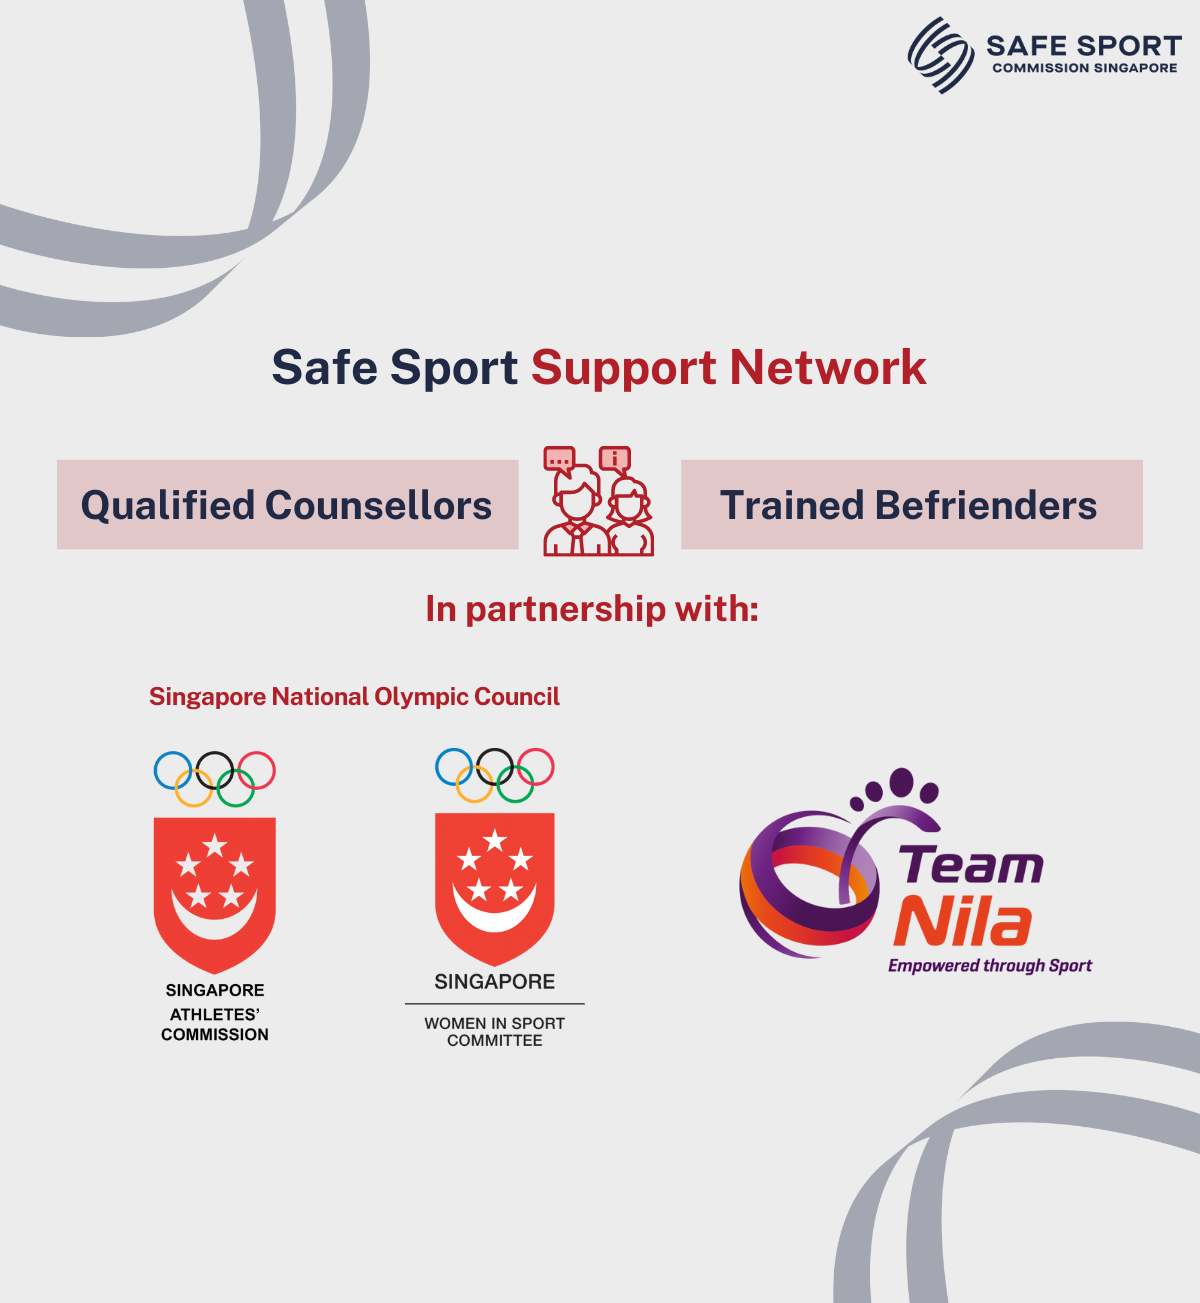 SAFE SPORT
COMMISSION SINGAPORE
Safe Sport Support Network
Qualified Counsellors
... i
Trained Befrienders
In partnership with:
Singapore National Olympic Council
SINGAPORE
ATHLETES’
COMMISSION
SINGAPORE
WOMEN IN SPORT
COMMITTEE
Team
Nila
Empowered through Sport